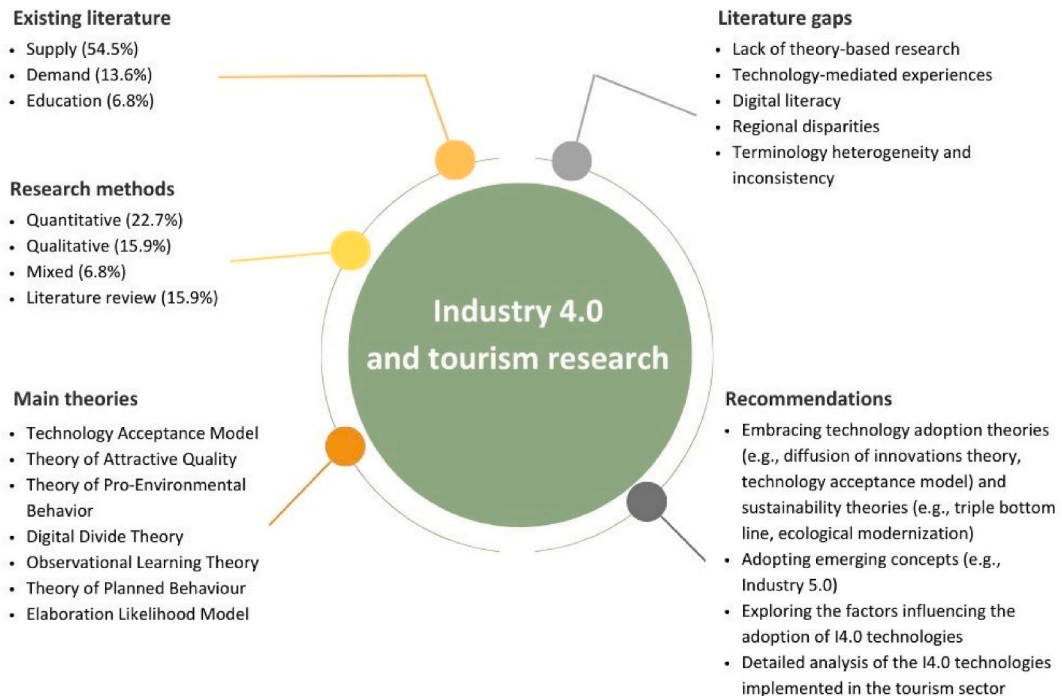 Existing literature
• Supply (54.5%)
• Demand (13.6%)
• Education (6.8%)
Research methods
• Quantitative (22.7%)
• Qualitative (15.9%)
• Mixed (6.8%)
• Literature review (15.9%)
Main theories
• Technology Acceptance Model
• Theory of Attractive Quality
• Theory of Pro-Environmental
Behavior
• Digital Divide Theory
• Observational Learning Theory
• Theory of Planned Behaviour
• Elaboration Likelihood Model
Industry 4.0
and tourism research
Literature gaps
• Lack of theory-based research
• Technology-mediated experiences
• Digital literacy
• Regional disparities
• Terminology heterogeneity and
inconsistency
Recommendations
• Embracing technology adoption theories
(e.g., diffusion of innovations theory,
technology acceptance model) and
sustainability theories (e.g., triple bottom
line, ecological modernization)
• Adopting emerging concepts (e.g.,
Industry 5.0)
• Exploring the factors influencing the
adoption of I4.0 technologies
• Detailed analysis of the I4.0 technologies
implemented in the tourism sector